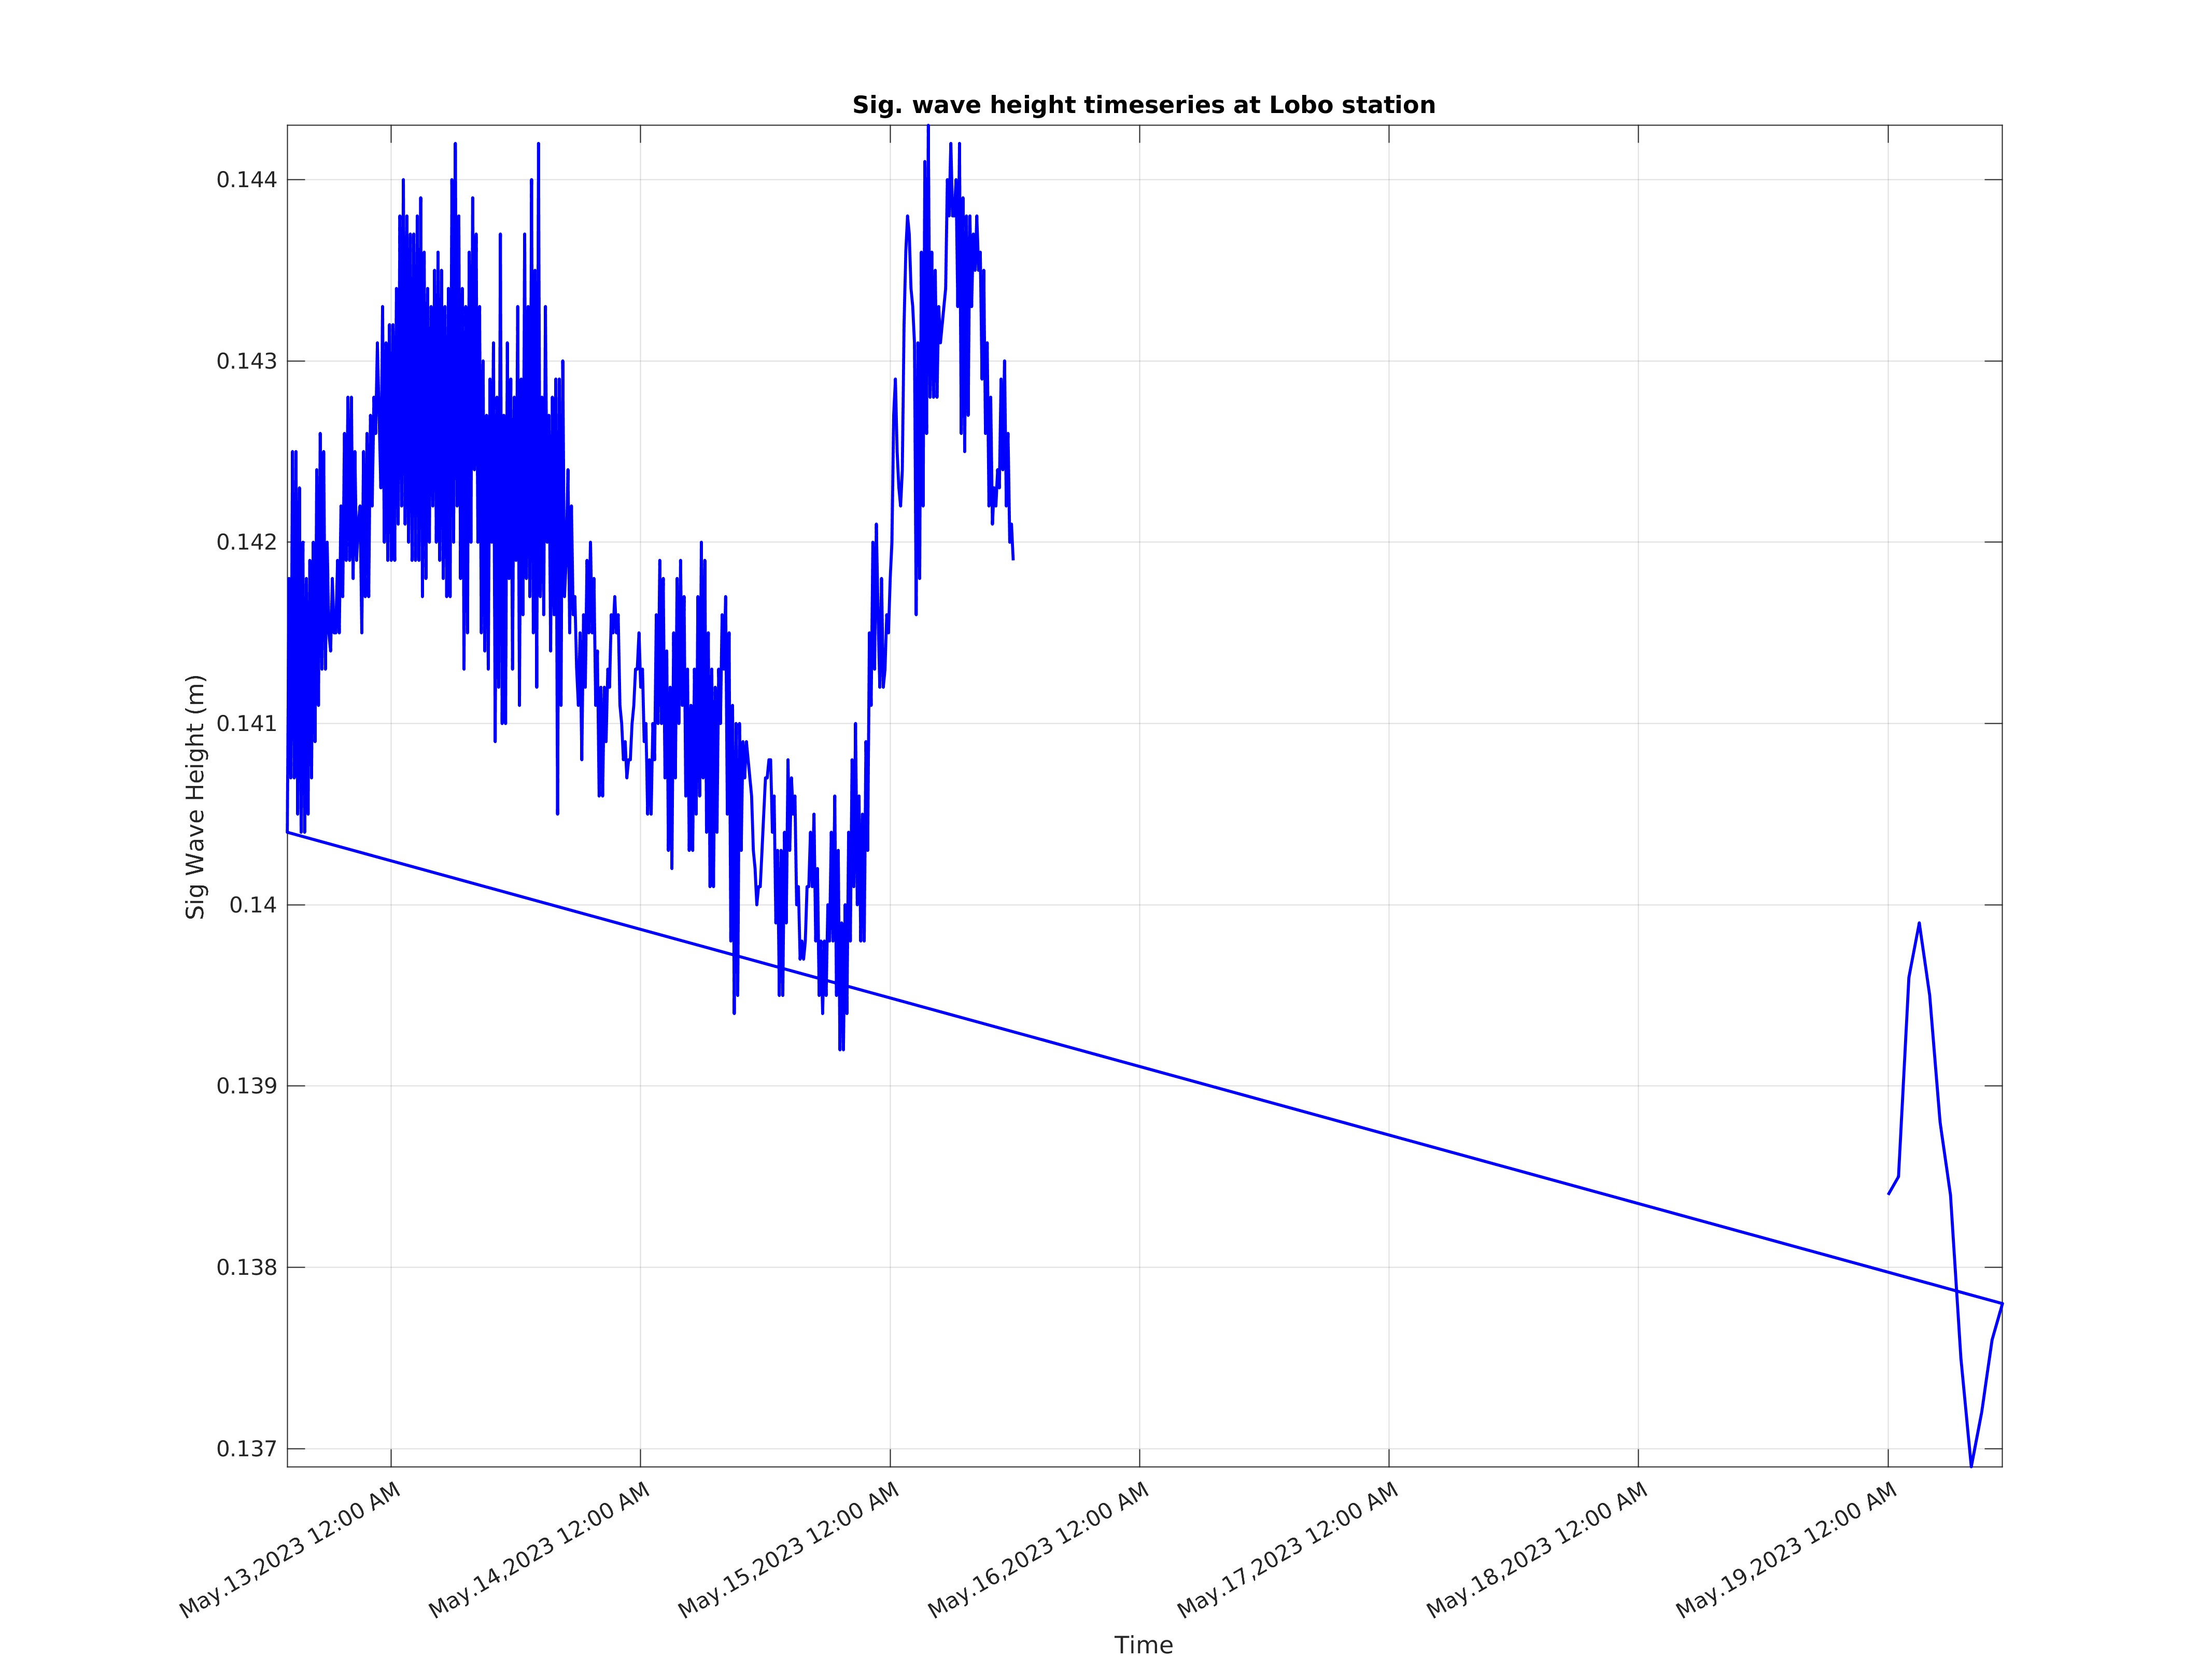 Sig. wave height timeseries at Lobo station
0.144
0.143
0.142
0.141
0.14
0.139
0.138
0.137
Sig Wave Height (m)
May.13,2023 12:00 AM
May.14,2023 12:00 AM
May.15,2023 12:00 AM
May.16,2023 12:00 AM
May.17,2023 12:00 AM
May.18,2023 12:00 AM
May.19,2023 12:00 AM
Time